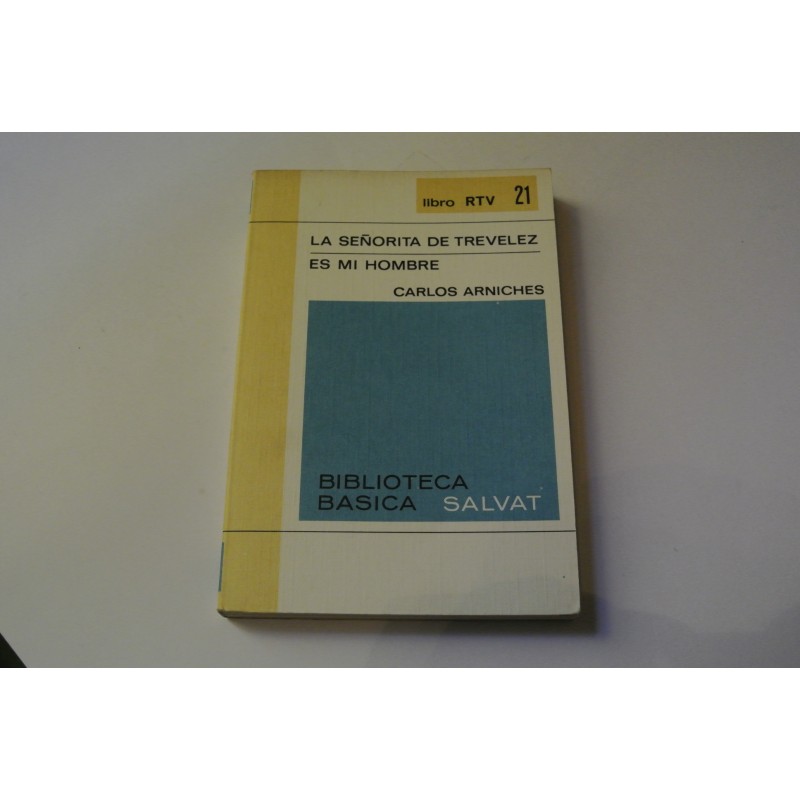 libro RTV 21
LA SEÑORITA DE TREVELEZ
ES MI HOMBRE
CARLOS ARNICHES
BIBLIOTECA
BASICA SALVAT